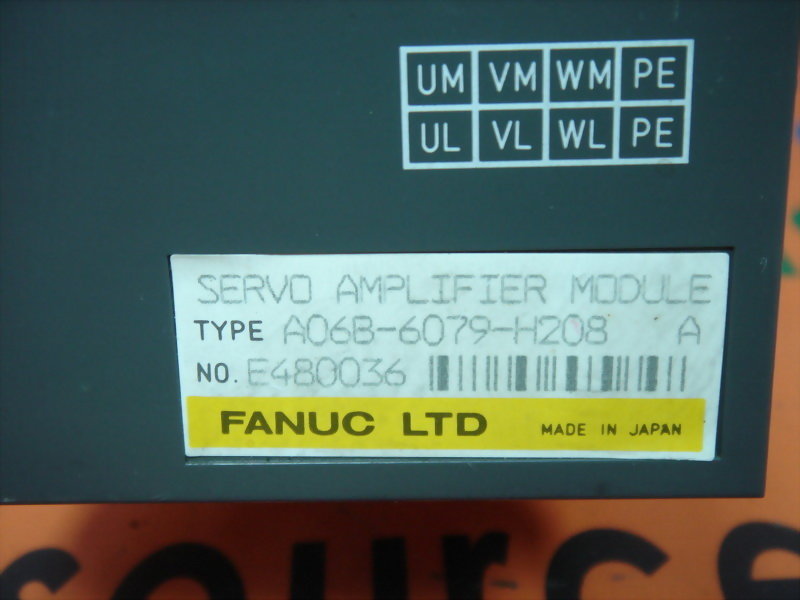 UM VM WM PE
UL VL WL PE
SERVO AMPLIFIER MODULE
TYPE A06B-6079-H208 A
NO. E480036
FANUC LTD MADE IN JAPAN
source